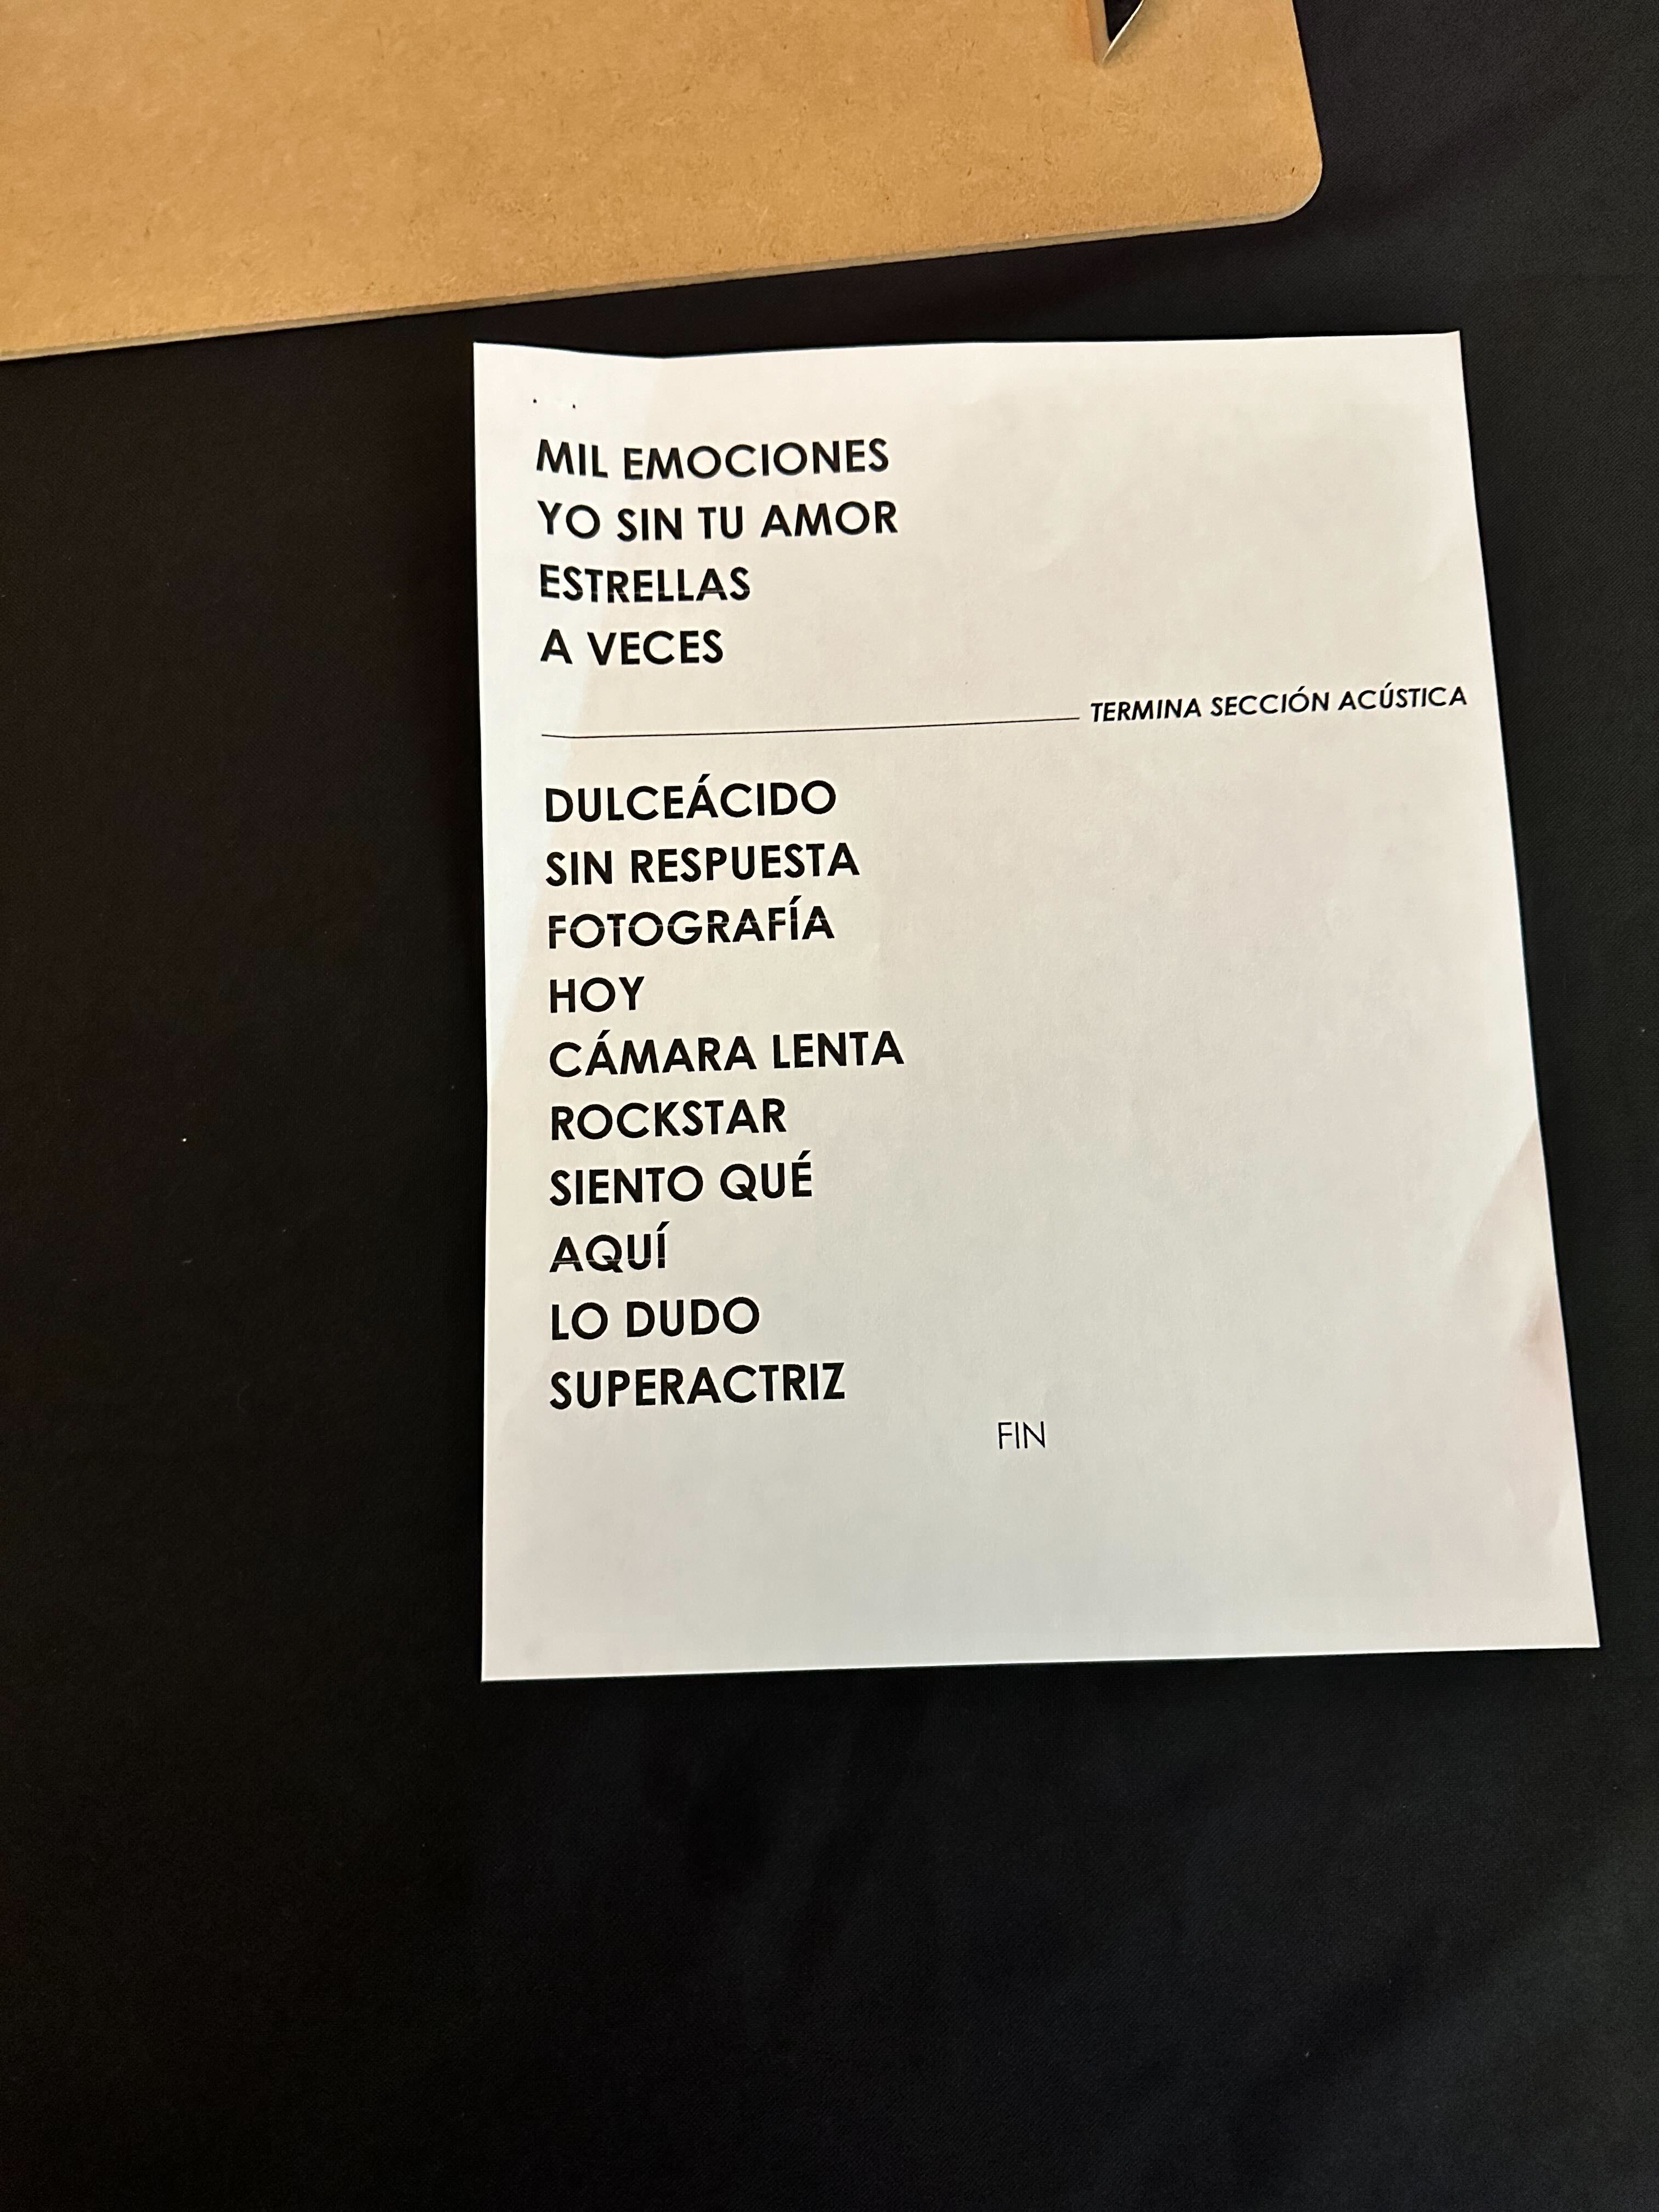 MIL EMOCIONES
YO SIN TU AMOR
ESTRELLAS
A VECES
TERMINA SECCIÓN ACÚSTICA
DULCEÁCIDO
SIN RESPUESTA
FOTOGRAFÍA
HOY
CÁMARA LENTA
ROCKSTAR
SIENTO QUÉ
AQUÍ
LO DUDO
SUPERACTRIZ
FIN